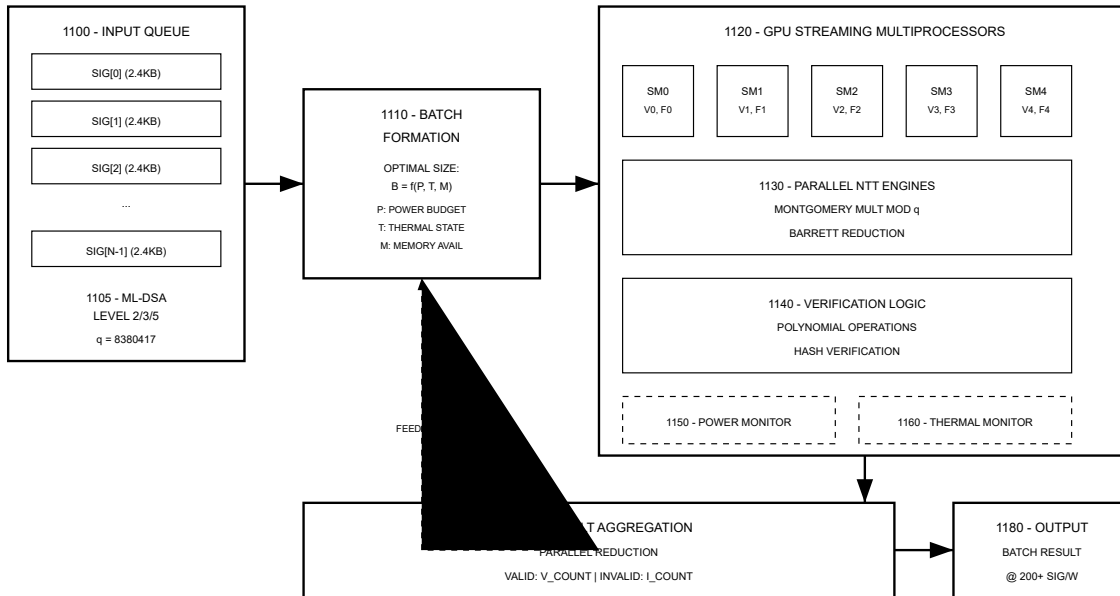 1100 - INPUT QUEUE
SIG[0] (2.4KB)
SIG[1] (2.4KB)
SIG[2] (2.4KB)
...
SIG[N-1] (2.4KB)
1105 - ML-DSA
LEVEL 2/3/5
q = 8380417
1110 - BATCH
FORMATION
OPTIMAL SIZE:
B = f(P, T, M)
P: POWER BUDGET
T: THERMAL STATE
M: MEMORY AVAIL
1120 - GPU STREAMING MULTIPROCESSORS
SM0
V0, F0
SM1
V1, F1
SM2
V2, F2
SM3
V3, F3
SM4
V4, F4
1130 - PARALLEL NTT ENGINES
MONTGOMERY MULT MOD q
BARRETT REDUCTION
1140 - VERIFICATION LOGIC
POLYNOMIAL OPERATIONS
HASH VERIFICATION
1150 - POWER MONITOR
1160 - THERMAL MONITOR
AGGREGATION
PARALLEL REDUCTION
VALID: V_COUNT | INVALID: I_COUNT
1180 - OUTPUT
BATCH RESULT
@ 200+ SIG/W